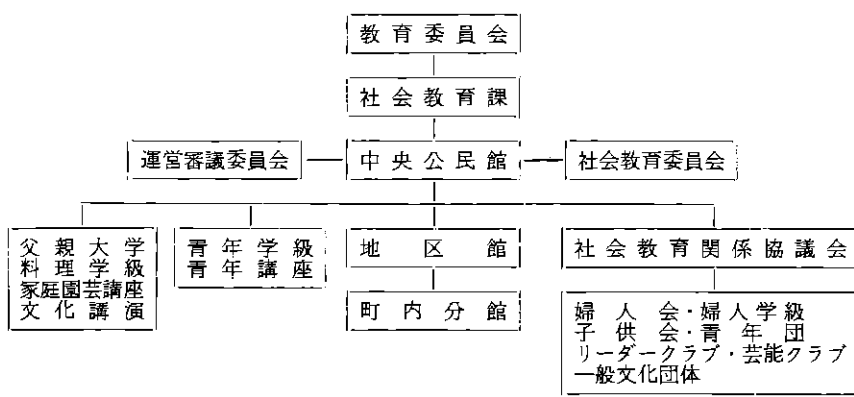 教育委員会
社会教育課
運営審議委員会
中央公民館
社会教育委員会
父親大学
料理学級
家庭園芸講座
文化講演
青年学級
青年講座
地区館
町内分館
社会教育関係協議会
婦人会・婦人学級
子供会・青年団
リーダークラブ・芸能クラブ
一般文化団体